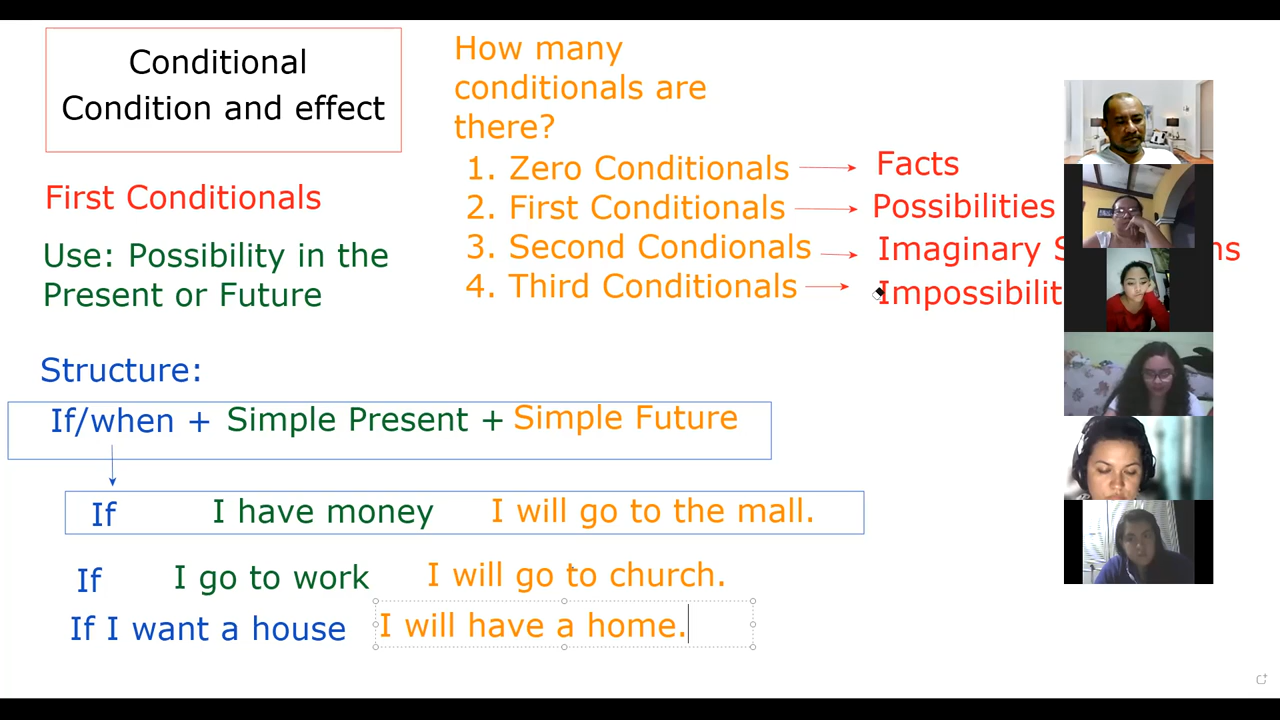 Conditional
Condition and effect
First Conditionals
Use: Possibility in the
Present or Future
How many
conditionals are
there?
1. Zero Conditionals
Facts
2. First Conditionals
Possibilities
3. Second Condionals
Imaginary
4. Third Conditionals
Structure:
If/when + Simple Present + Simple Future
If I have money I will go to the mall.
If I go to work I will go to church.
If I want a house I will have a home.